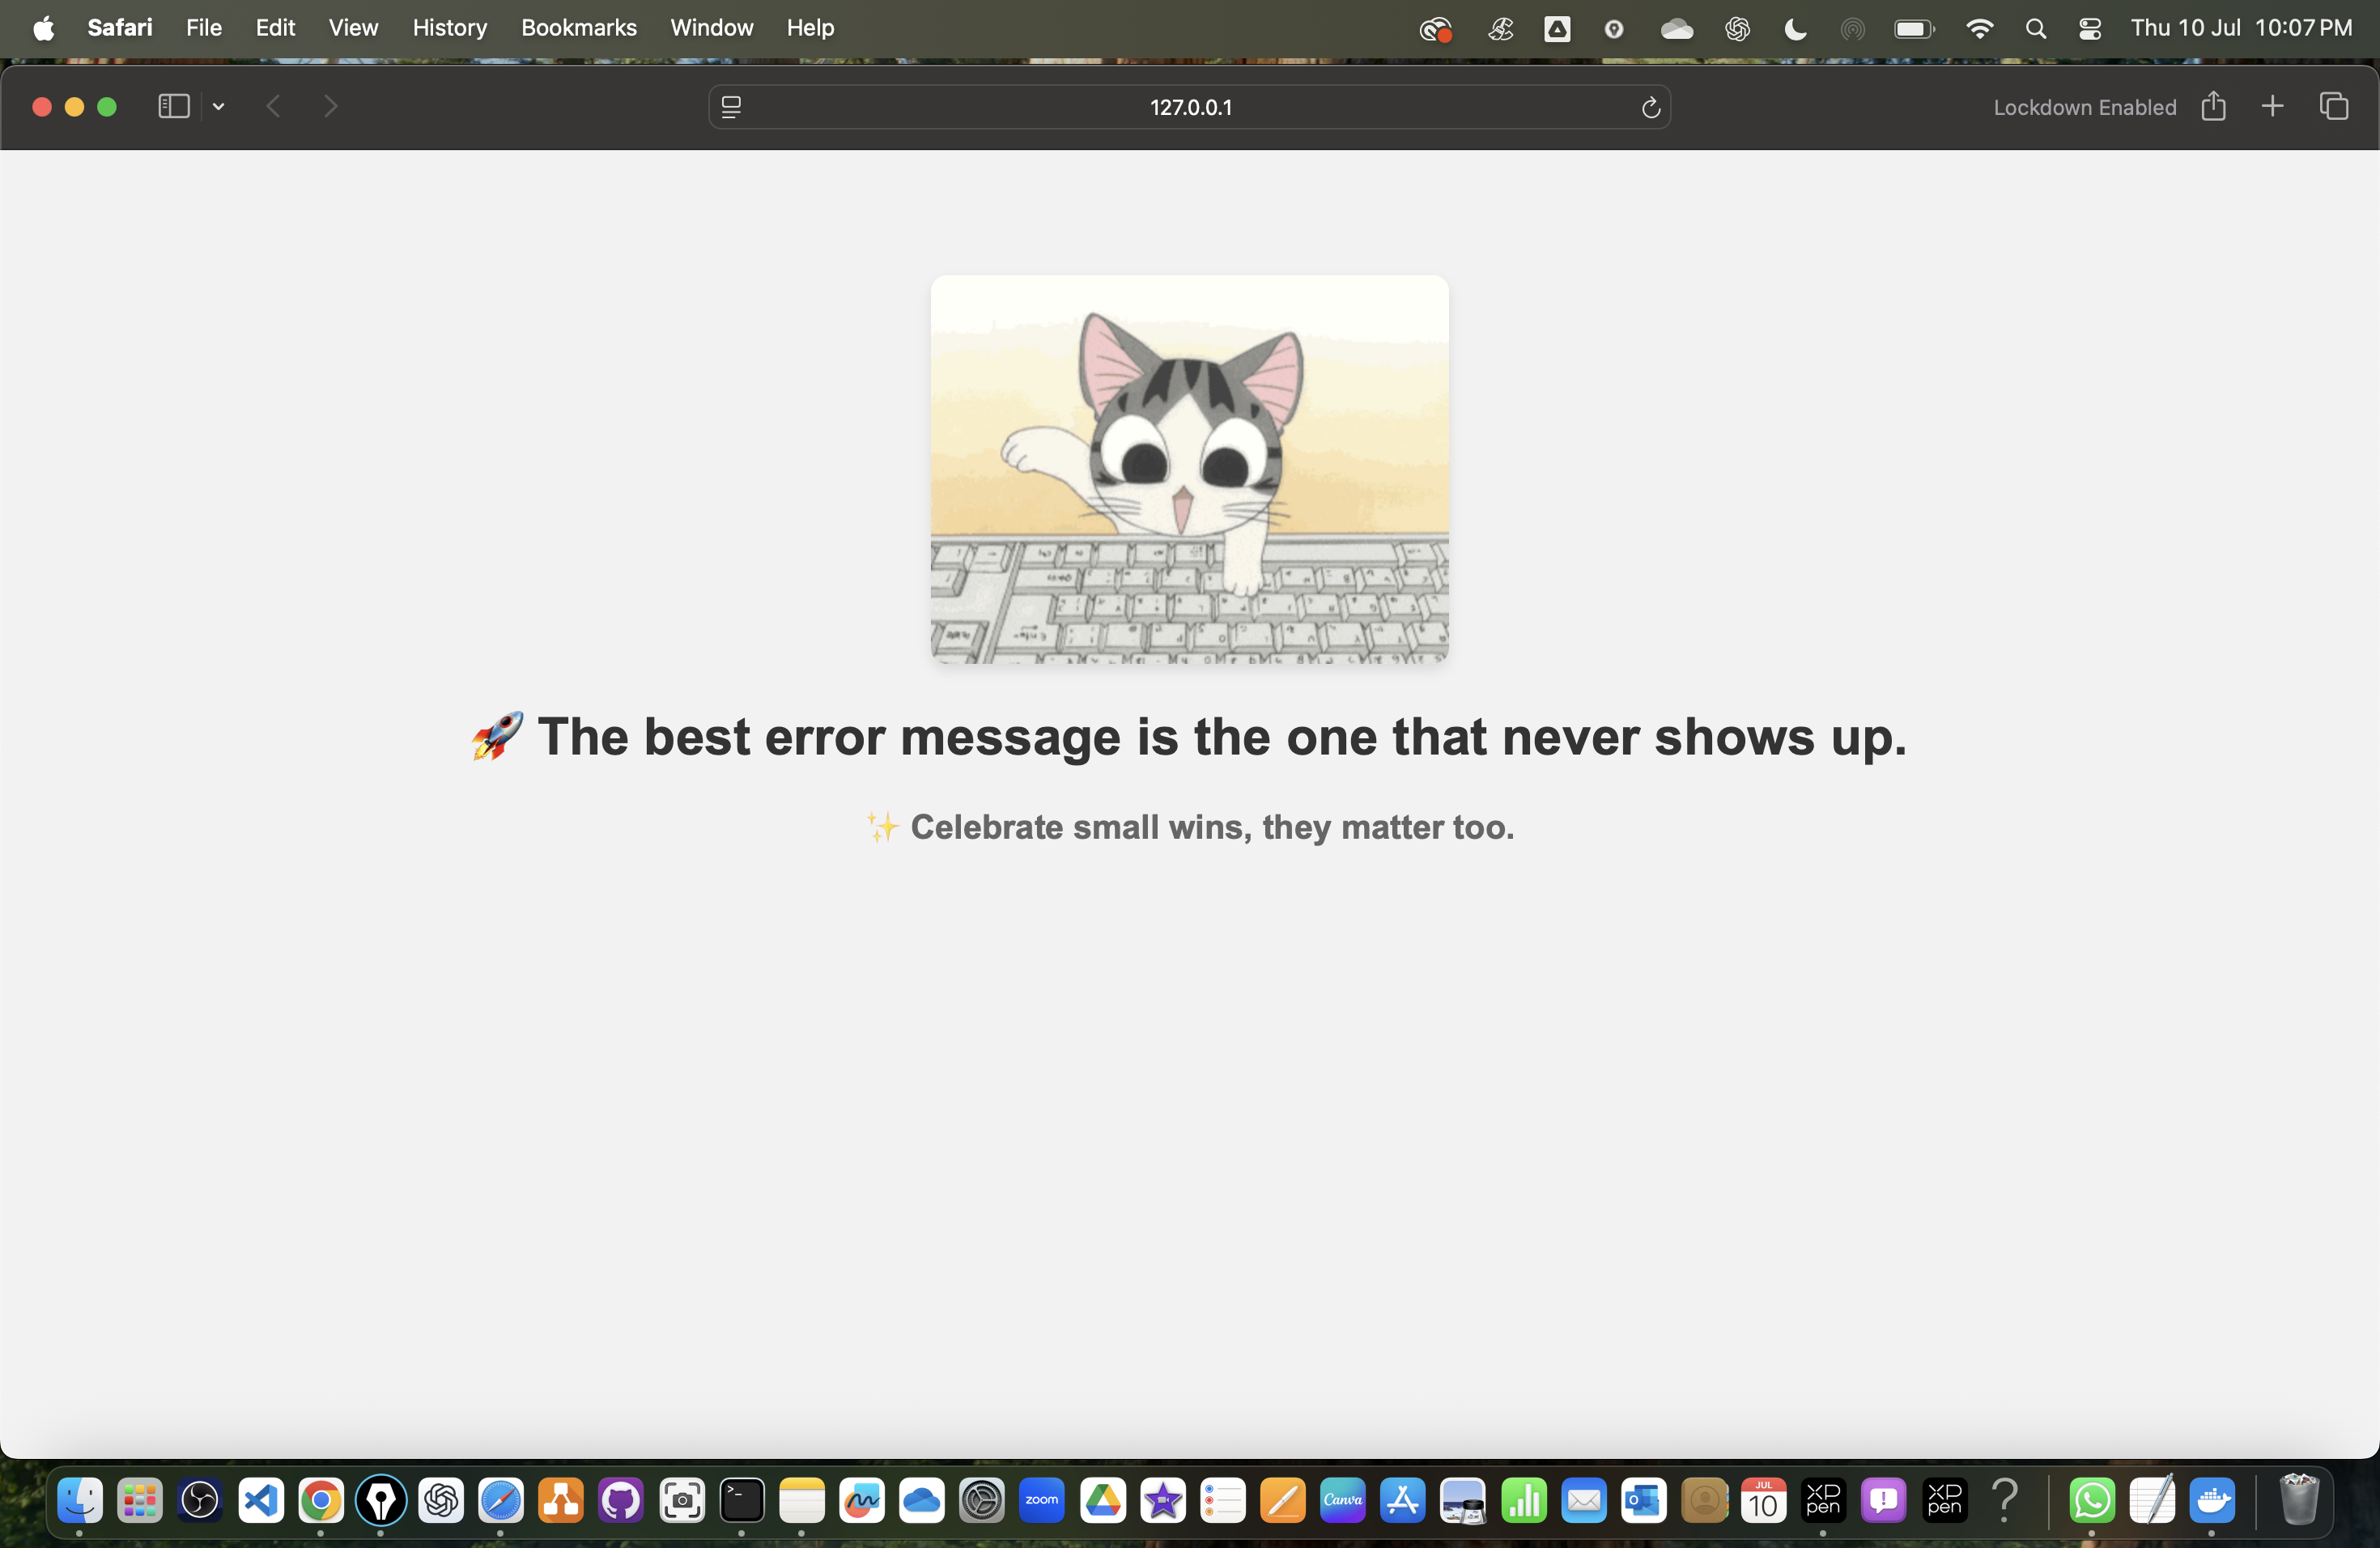 Safari File Edit View History Bookmarks Window Help Thu 10 Jul 10:07 PM
127.0.0.1 Lockdown Enabled
🚀 The best error message is the one that never shows up.
✨ Celebrate small wins, they matter too.
zoom Canva JUL 10 XP pen XP pen